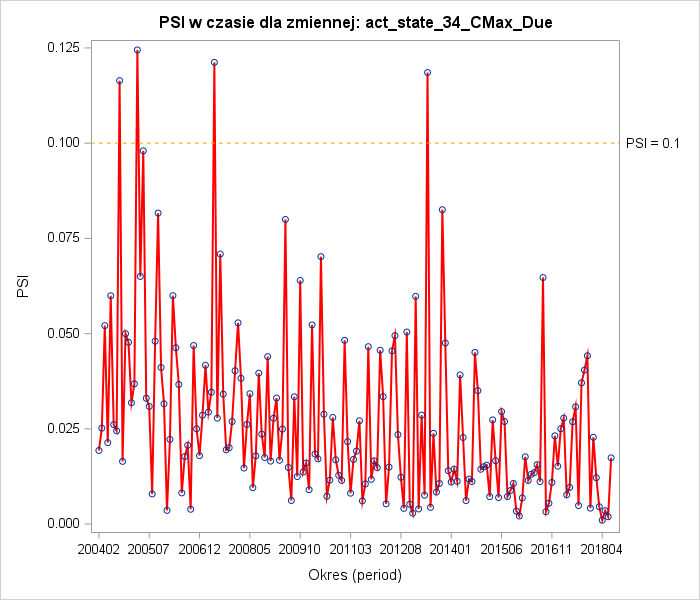 PSI w czasie dla zmiennej: act_state_34_CMax_Due
0.125
0.100
0.075
0.050
0.025
0.000
PSI
PSI = 0.1
200402 200507 200612 200805 200910 201103 201208 201401 201506 201611 201804
Okres (period)